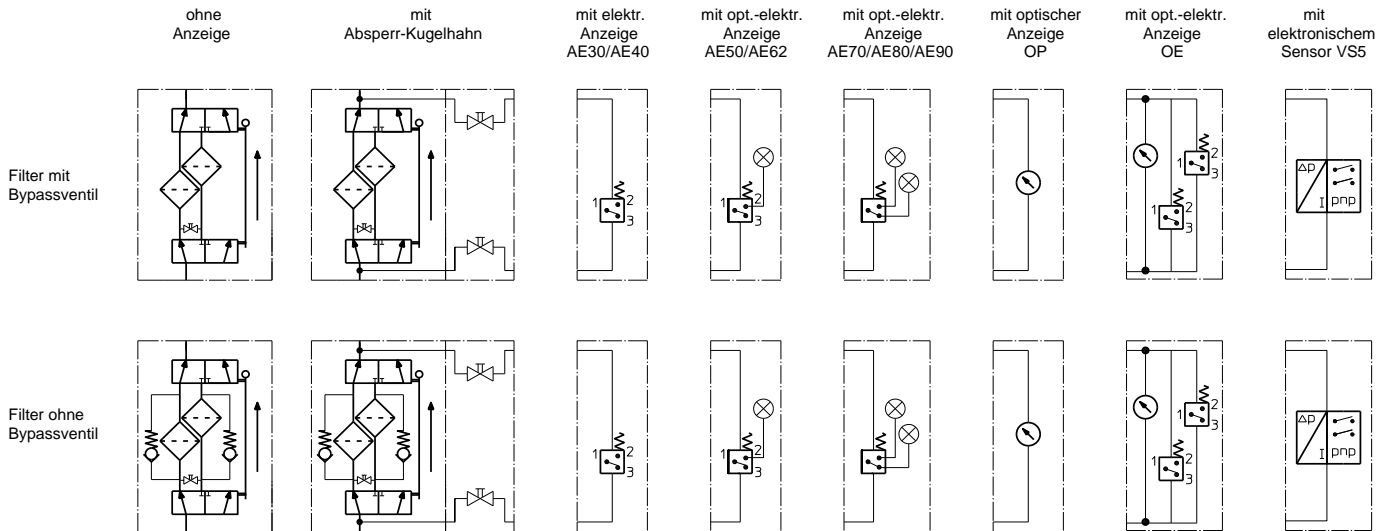 ohne
Anzeige
mit
Absperr-Kugelhahn
mit elektr.
Anzeige
AE30/AE40
mit opt.-elektr.
Anzeige
AE50/AE62
mit opt.-elektr.
Anzeige
AE70/AE80/AE90
mit optischer
Anzeige
OP
mit opt.-elektr.
Anzeige
OE
mit
elektronischem
Sensor VS5
Filter mit
Bypassventil
1 2
3
1 2
3
1 2
3
1 2
3
Δp
I pnp
Filter ohne
Bypassventil
1 2
3
1 2
3
1 2
3
1 2
3
Δp
I pnp